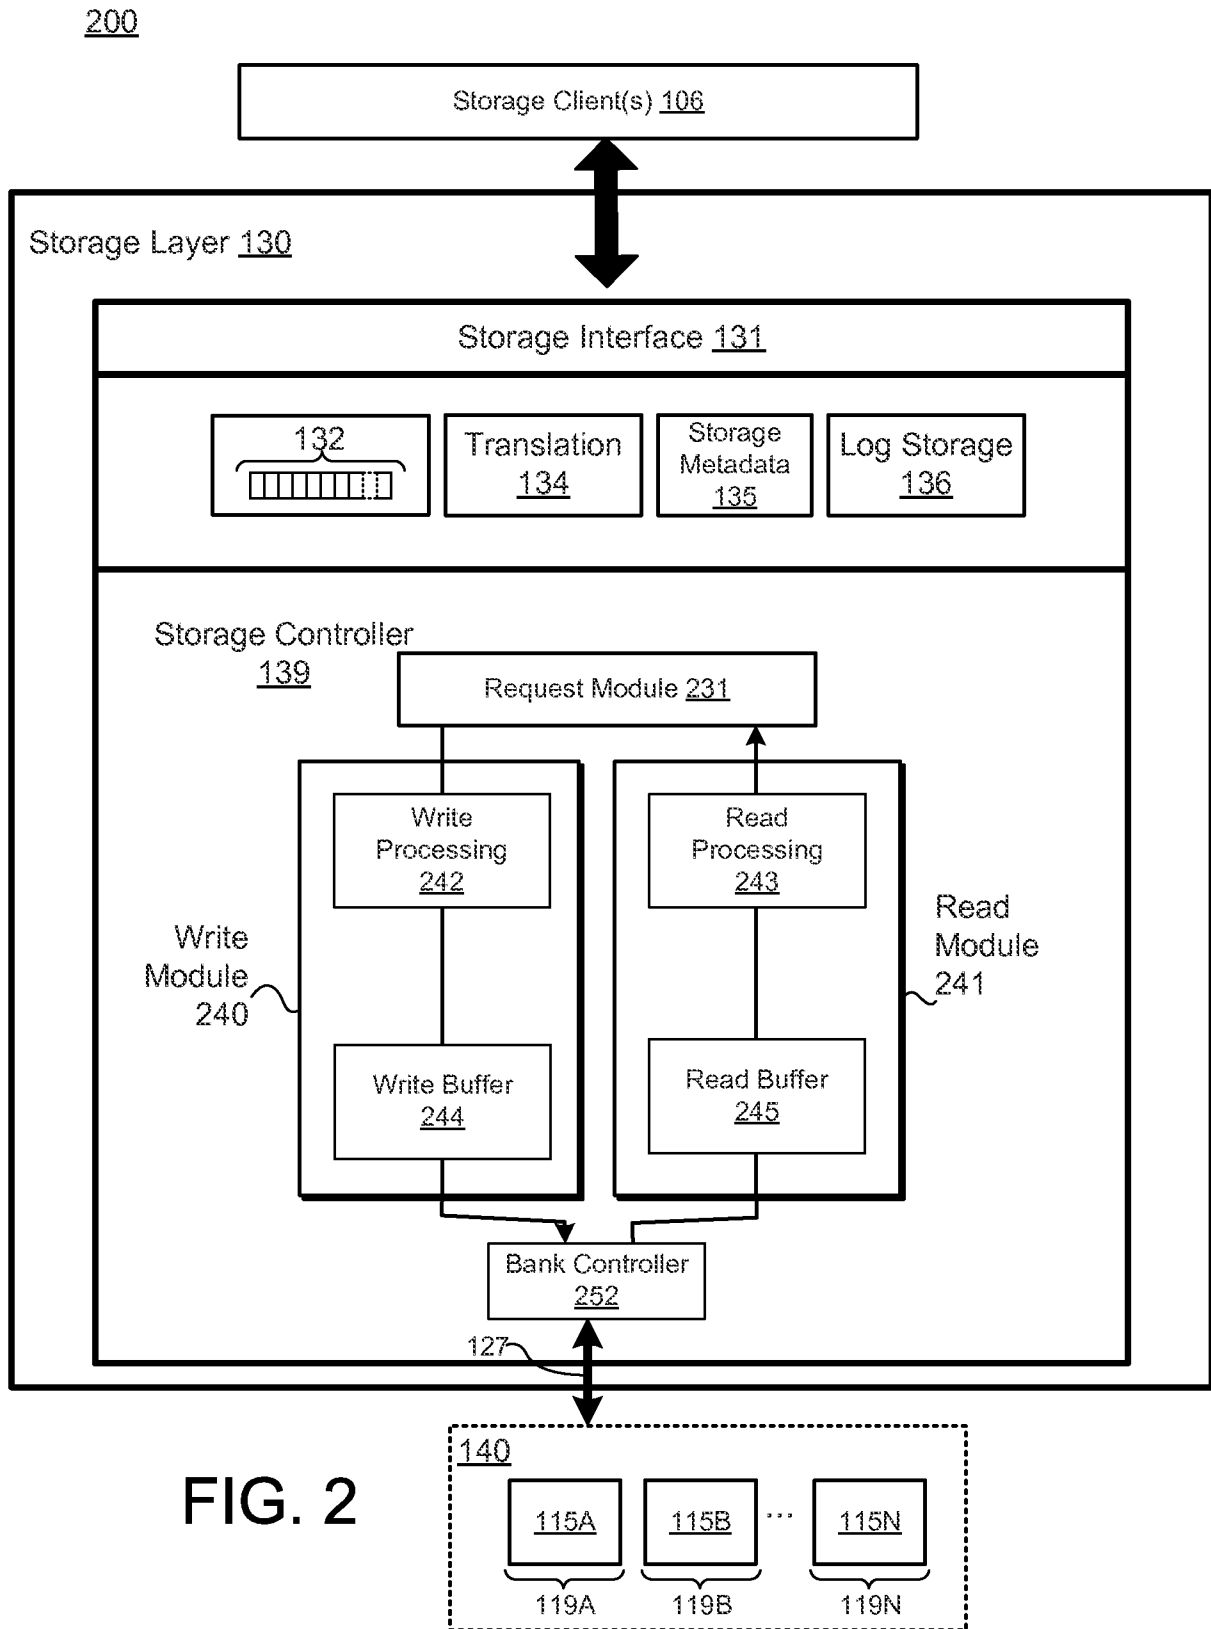 200
Storage Client(s) 106
Storage Layer 130
Storage Interface 131
132
Translation
134
Storage
Metadata
135
Log Storage
136
Storage Controller
139
Request Module 231
Write
Processing
242
Read
Processing
243
Write
Module
240
Read
Module
241
Write Buffer
244
Read Buffer
245
Bank Controller
252
127
140
115A
115B
...
115N
119A
119B
119N
FIG. 2